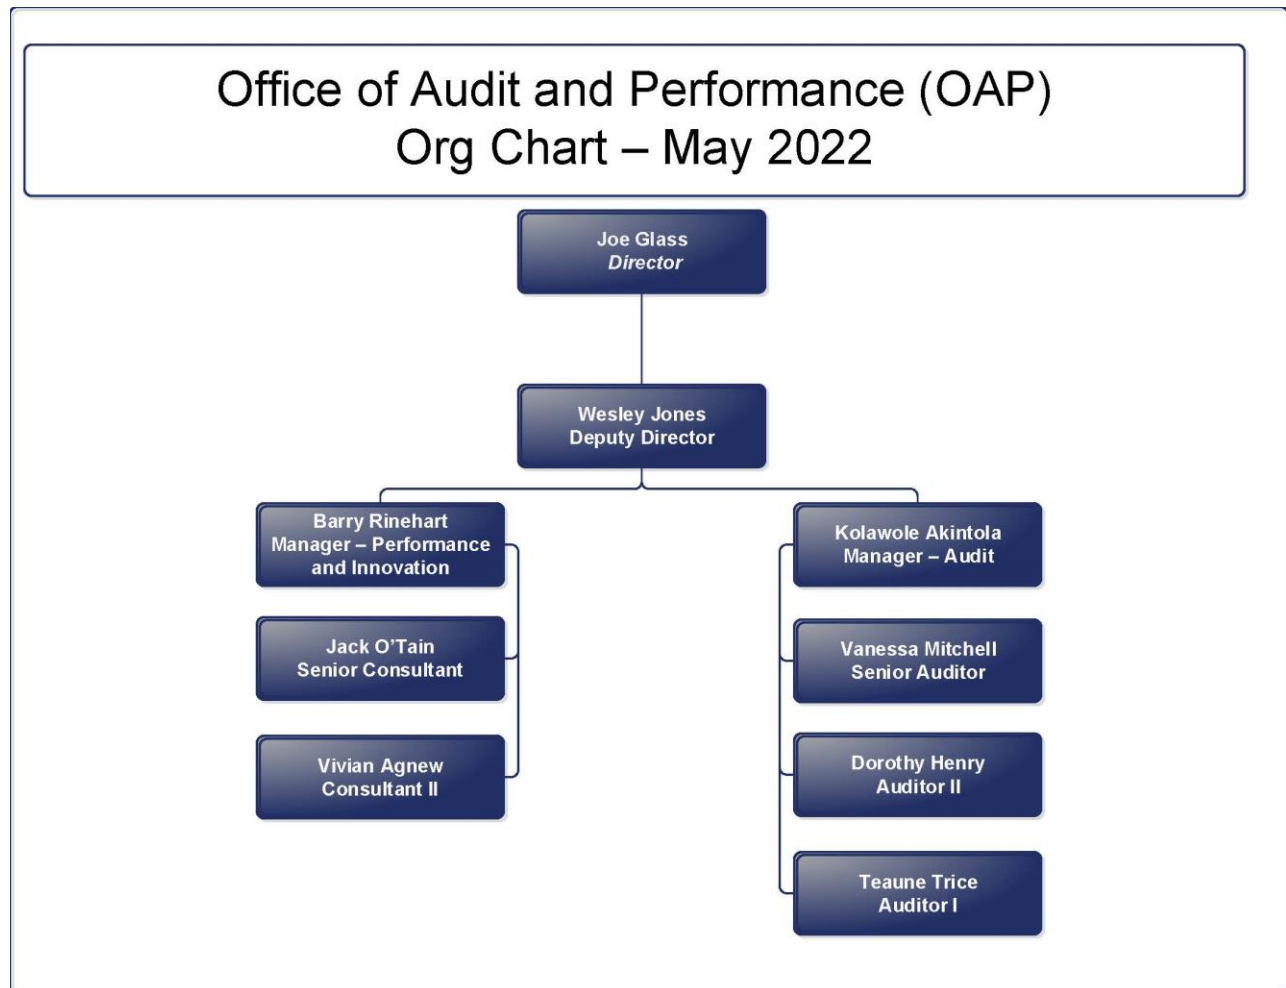 Office of Audit and Performance (OAP)
Org Chart – May 2022
Joe Glass
Director
Wesley Jones
Deputy Director
Barry Rinehart
Manager – Performance
and Innovation
Jack O’Tain
Senior Consultant
Vivian Agnew
Consultant II
Kolawole Akintola
Manager – Audit
Vanessa Mitchell
Senior Auditor
Dorothy Henry
Auditor II
Teaune Trice
Auditor I